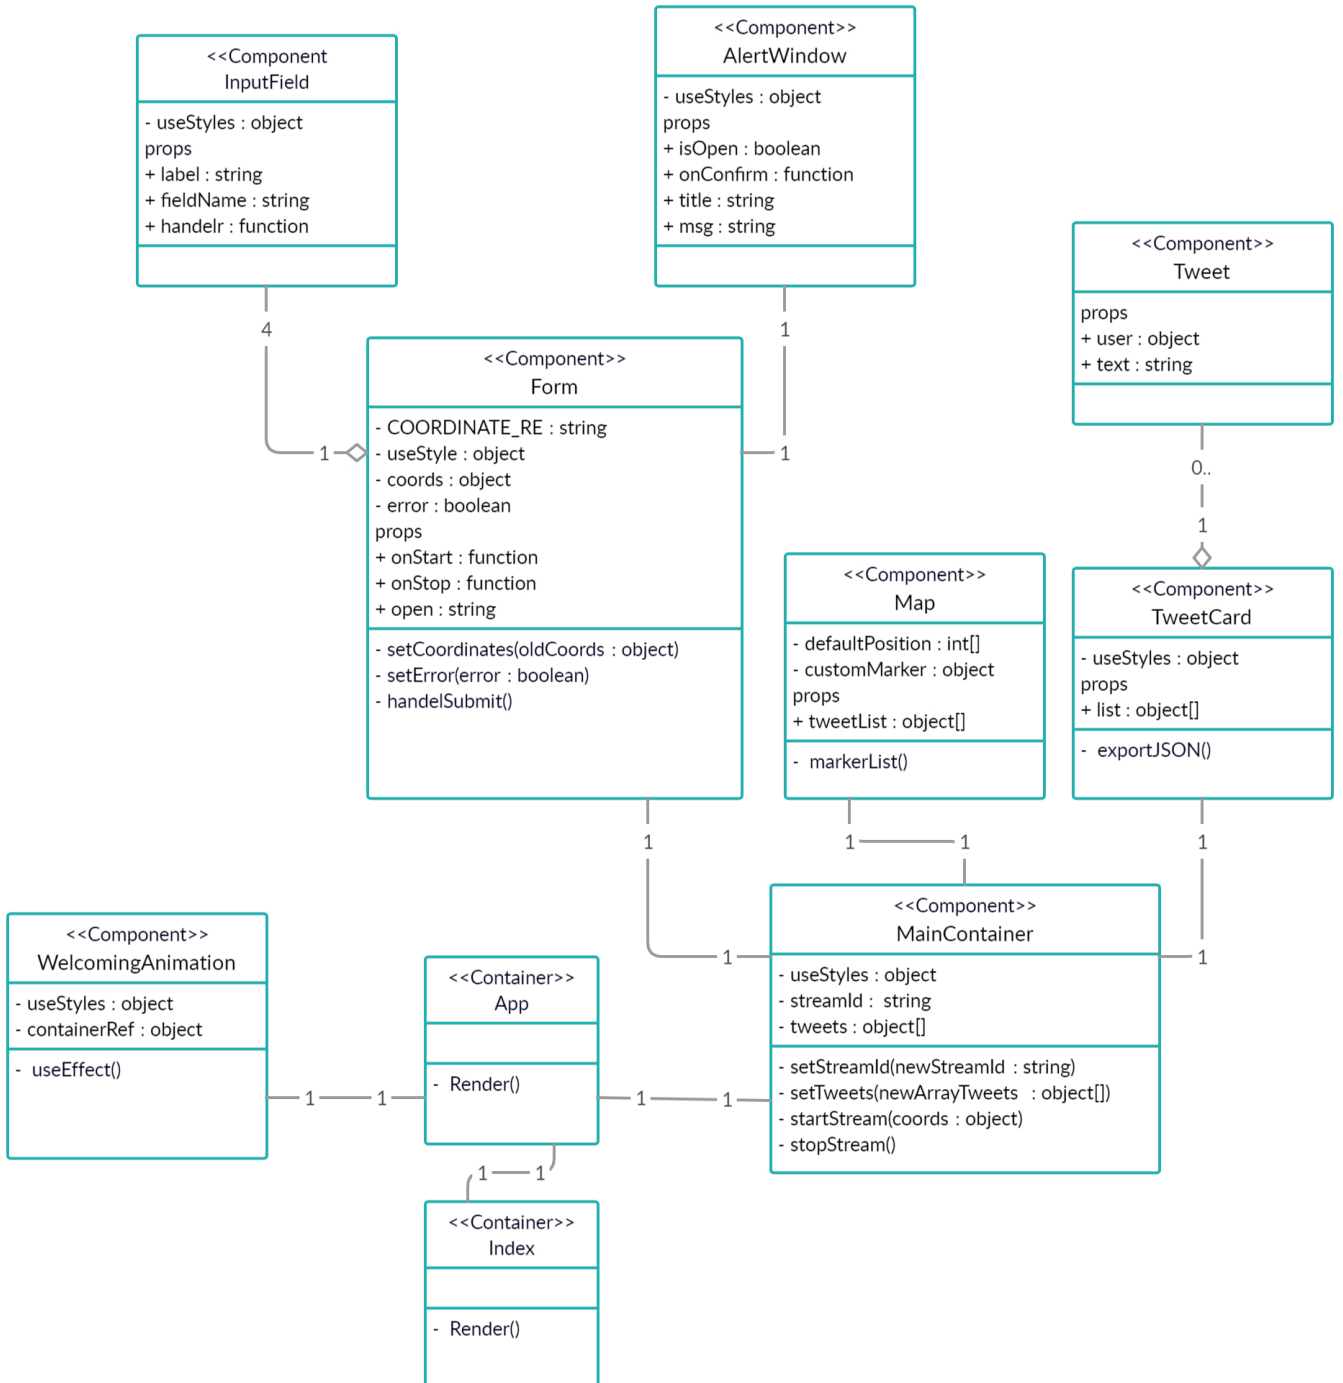 <<Component
InputField
- useStyles : object
props
+ label : string
+ fieldName : string
+ handelr : function
<<Component>>
AlertWindow
- useStyles : object
props
+ isOpen : boolean
+ onConfirm : function
+ title : string
+ msg : string
<<Component>>
Tweet
props
+ user : object
+ text : string
4
1
1
1
0..
1
<<Component>>
Form
- COORDINATE_RE : string
- useStyle : object
- coords : object
- error : boolean
props
+ onStart : function
+ onStop : function
+ open : string
- setCoordinates(oldCoords : object)
- setError(error : boolean)
- handelSubmit()
<<Component>>
Map
- defaultPosition : int[]
- customMarker : object
props
+ tweetList : object[]
- markerList()
<<Component>>
TweetCard
- useStyles : object
props
+ list : object[]
- exportJSON()
1
1
1
1
1
1
<<Component>>
WelcomingAnimation
- useStyles : object
- containerRef : object
- useEffect()
<<Container>>
App
- Render()
<<Component>>
MainContainer
- useStyles : object
- streamId : string
- tweets : object[]
- setStreamId(newStreamId : string)
- setTweets(newArrayTweets : object[])
- startStream(coords : object)
- stopStream()
1
1
1
1
1
1
<<Container>>
Index
- Render()